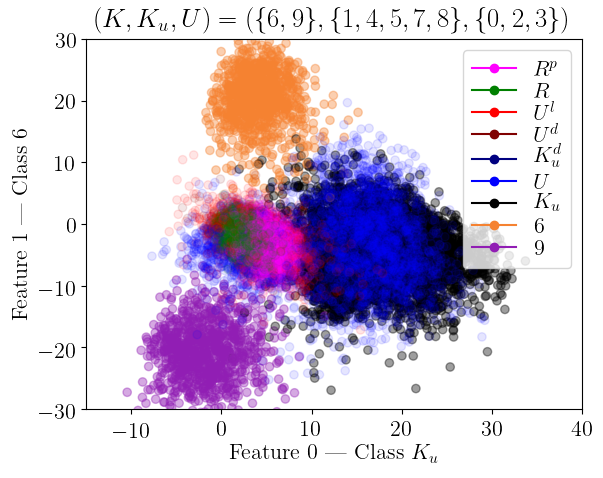 (K, K_u, U) = ({6, 9}, {1, 4, 5, 7, 8}, {0, 2, 3})
30
20
10
0
−10
−20
−30
Feature 1 — Class 6
R^p
R
U^l
U^d
K_u^d
U
K_u
6
9
−10
0
10
20
30
40
Feature 0 — Class K_u